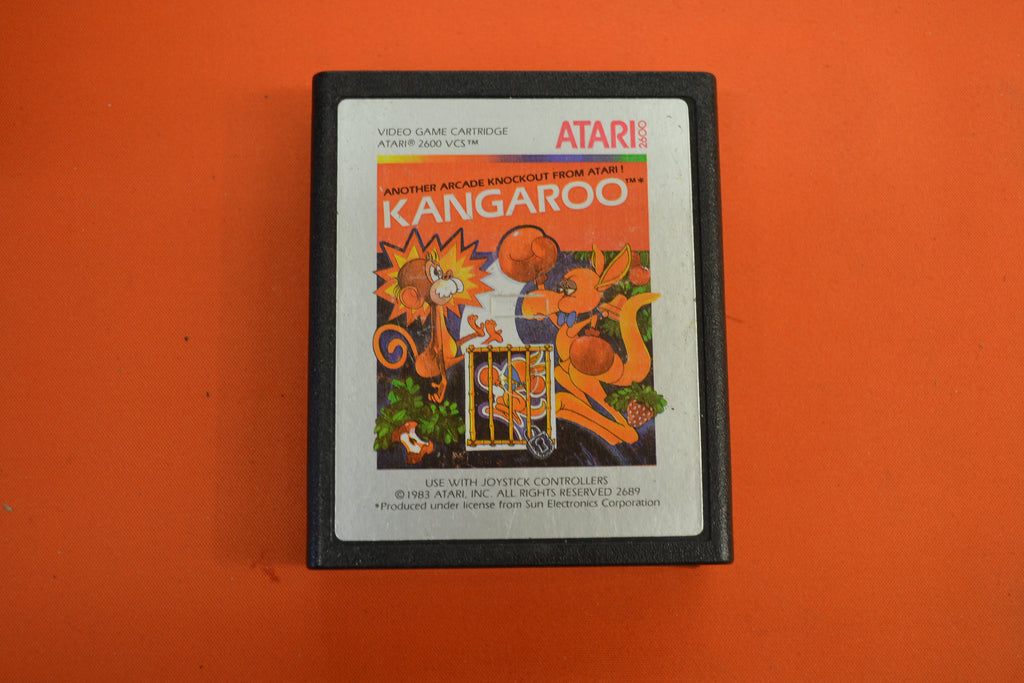 VIDEO GAME CARTRIDGE
ATARI® 2600 VCS™
ATARI 2600
ANOTHER ARCADE KNOCKOUT FROM ATARI!
KANGAROO™*
USE WITH JOYSTICK CONTROLLERS
©1983 ATARI, INC. ALL RIGHTS RESERVED 2689
*Produced under license from Sun Electronics Corporation